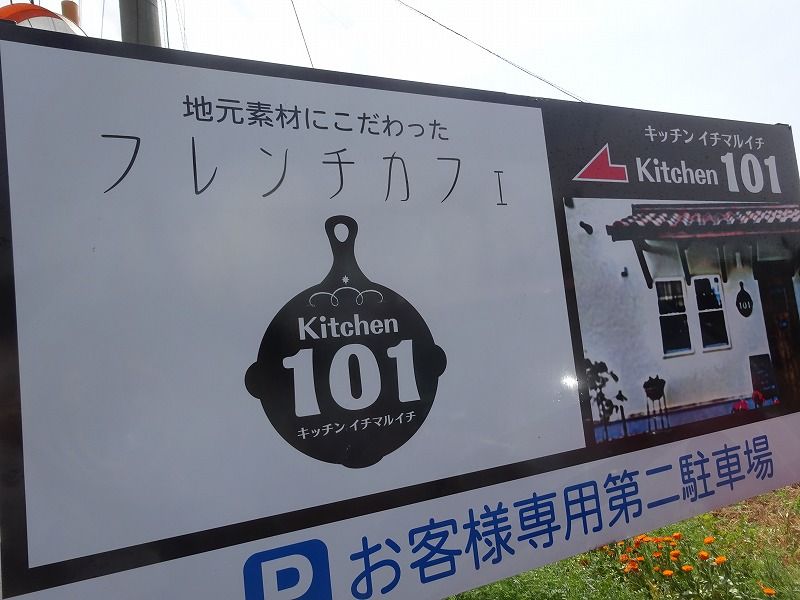 地元素材にこだわった
フレンチカフェ
Kitchen
101
キッチン イチマルイチ
キッチン イチマルイチ
Kitchen 101
101
P お客様専用第二駐車場